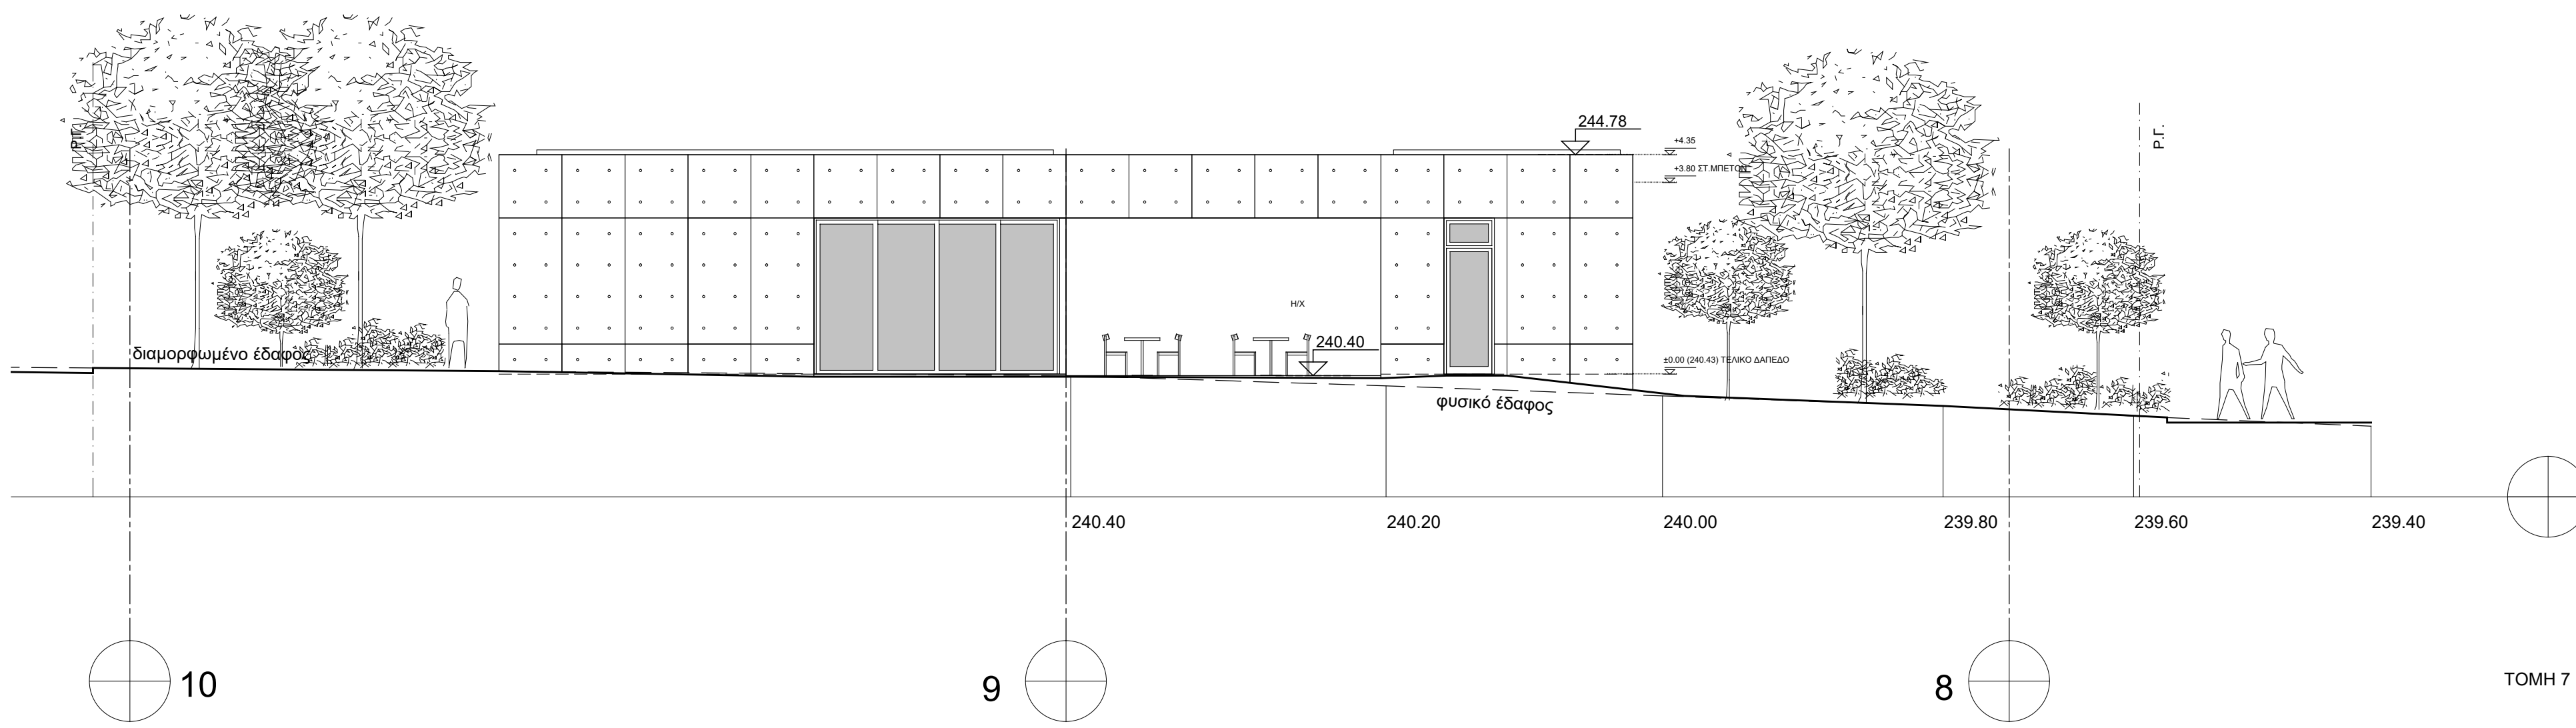 Ρ.Γ.
244.78
+4.35
+3.80 ΣΤ.ΜΠΕΤΟΝ
Ρ.Γ.
Η/Χ
διαμορφωμένο έδαφος
240.40
±0.00 (240.43) ΤΕΛΙΚΟ ΔΑΠΕΔΟ
φυσικό έδαφος
240.40
240.20
240.00
239.80
239.60
239.40
10
9
8
ΤΟΜΗ 7